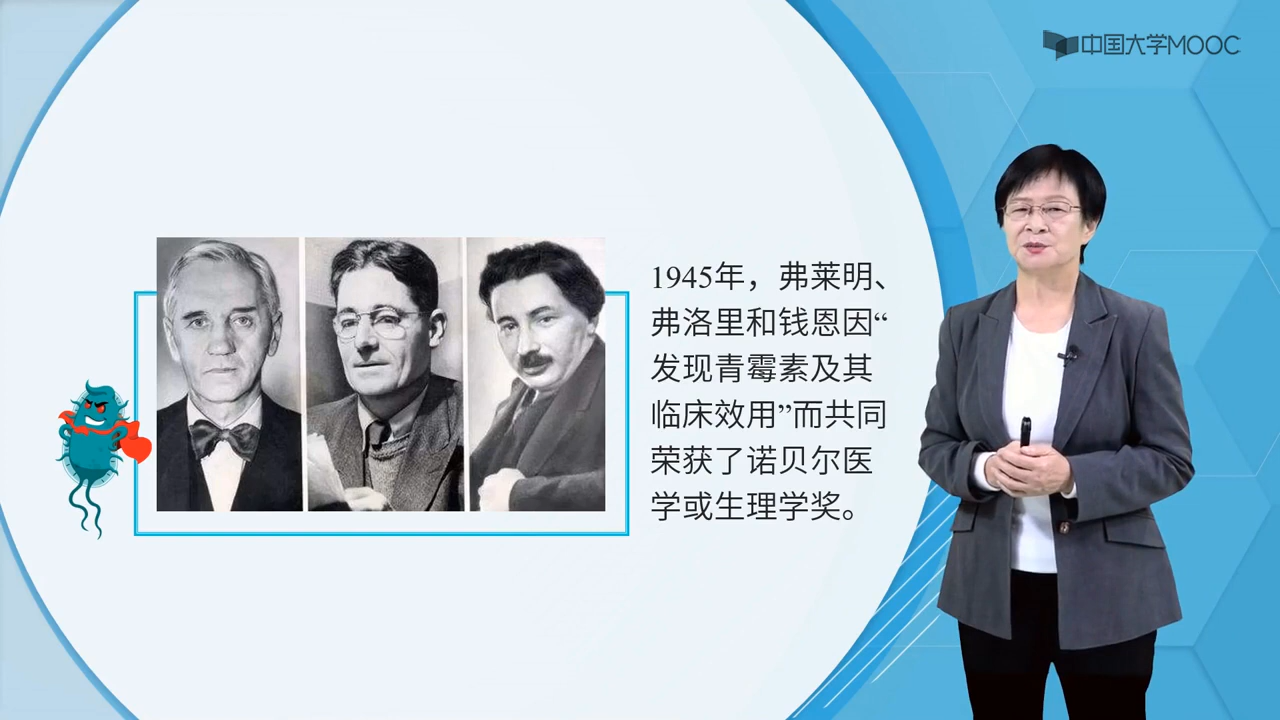 中国大学MOOC
1945年，弗莱明、
弗洛里和钱恩因“
发现青霉素及其
临床效用”而共同
荣获了诺贝尔医
学或生理学奖。